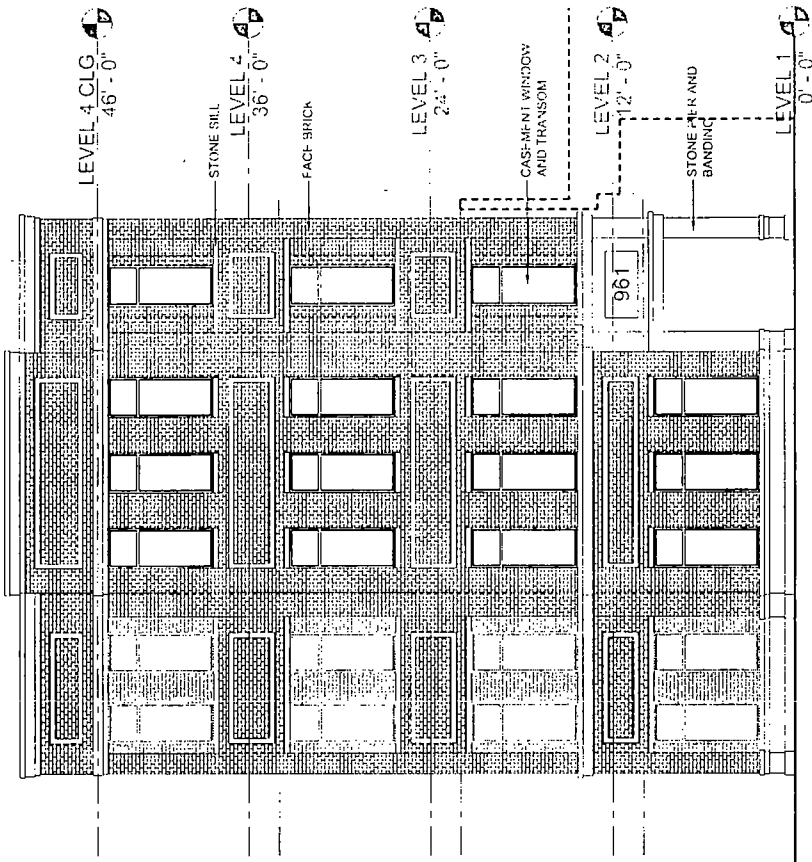 LEVEL 4 CLG
46' - 0"
STONE SILL
LEVEL 4
36' - 0"
FACE BRICK
LEVEL 3
24' - 0"
CASEMENT WINDOW
AND TRANSOM
LEVEL 2
12' - 0"
961
STONE PIER AND
BANDING
LEVEL 1
0' - 0"